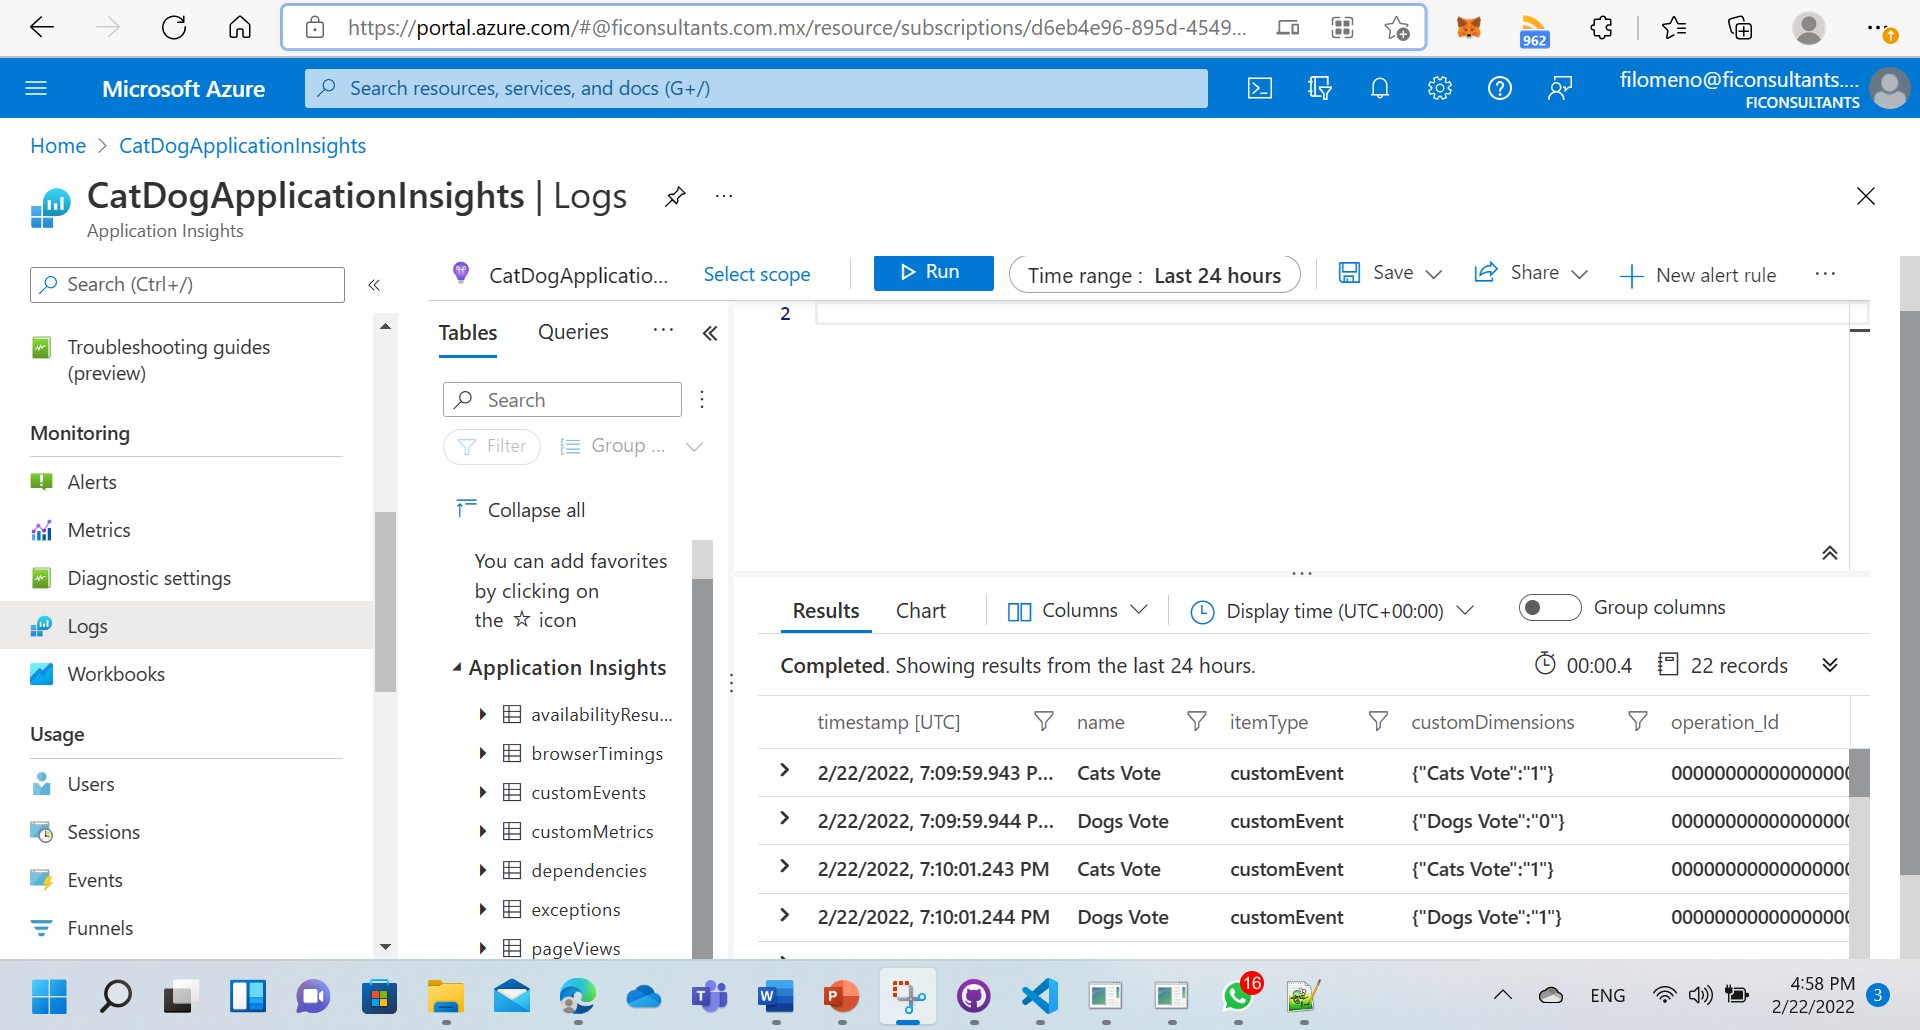 https://portal.azure.com/#@ficonsultants.com.mx/resource/subscriptions/d6eb4e96-895d-4549...
962
Microsoft Azure
Search resources, services, and docs (G+/)
filomeno@ficonsultants....
FICONSULTANTS
Home > CatDogApplicationInsights
CatDogApplicationInsights | Logs
...
Application Insights
Search (Ctrl+/)
«
Troubleshooting guides
(preview)
Monitoring
Alerts
Metrics
Diagnostic settings
Logs
Workbooks
Usage
Users
Sessions
Events
Funnels
CatDogApplicatio...
Select scope
Run
Time range : Last 24 hours
Save
Share
New alert rule
...
Tables
Queries
...
«
Search
Filter
Group ...
Collapse all
You can add favorites
by clicking on
the ☆ icon
Application Insights
availabilityResu...
browserTimings
customEvents
customMetrics
dependencies
exceptions
pageViews
2
...
Results
Chart
Columns
Display time (UTC+00:00)
Group columns
Completed. Showing results from the last 24 hours.
00:00.4
22 records
timestamp [UTC] name itemType customDimensions operation_Id
2/22/2022, 7:09:59.943 P... Cats Vote customEvent {"Cats Vote":"1"} 0000000000000000
2/22/2022, 7:09:59.944 P... Dogs Vote customEvent {"Dogs Vote":"0"} 0000000000000000
2/22/2022, 7:10:01.243 PM Cats Vote customEvent {"Cats Vote":"1"} 0000000000000000
2/22/2022, 7:10:01.244 PM Dogs Vote customEvent {"Dogs Vote":"1"} 0000000000000000
16
ENG
4:58 PM
2/22/2022
3